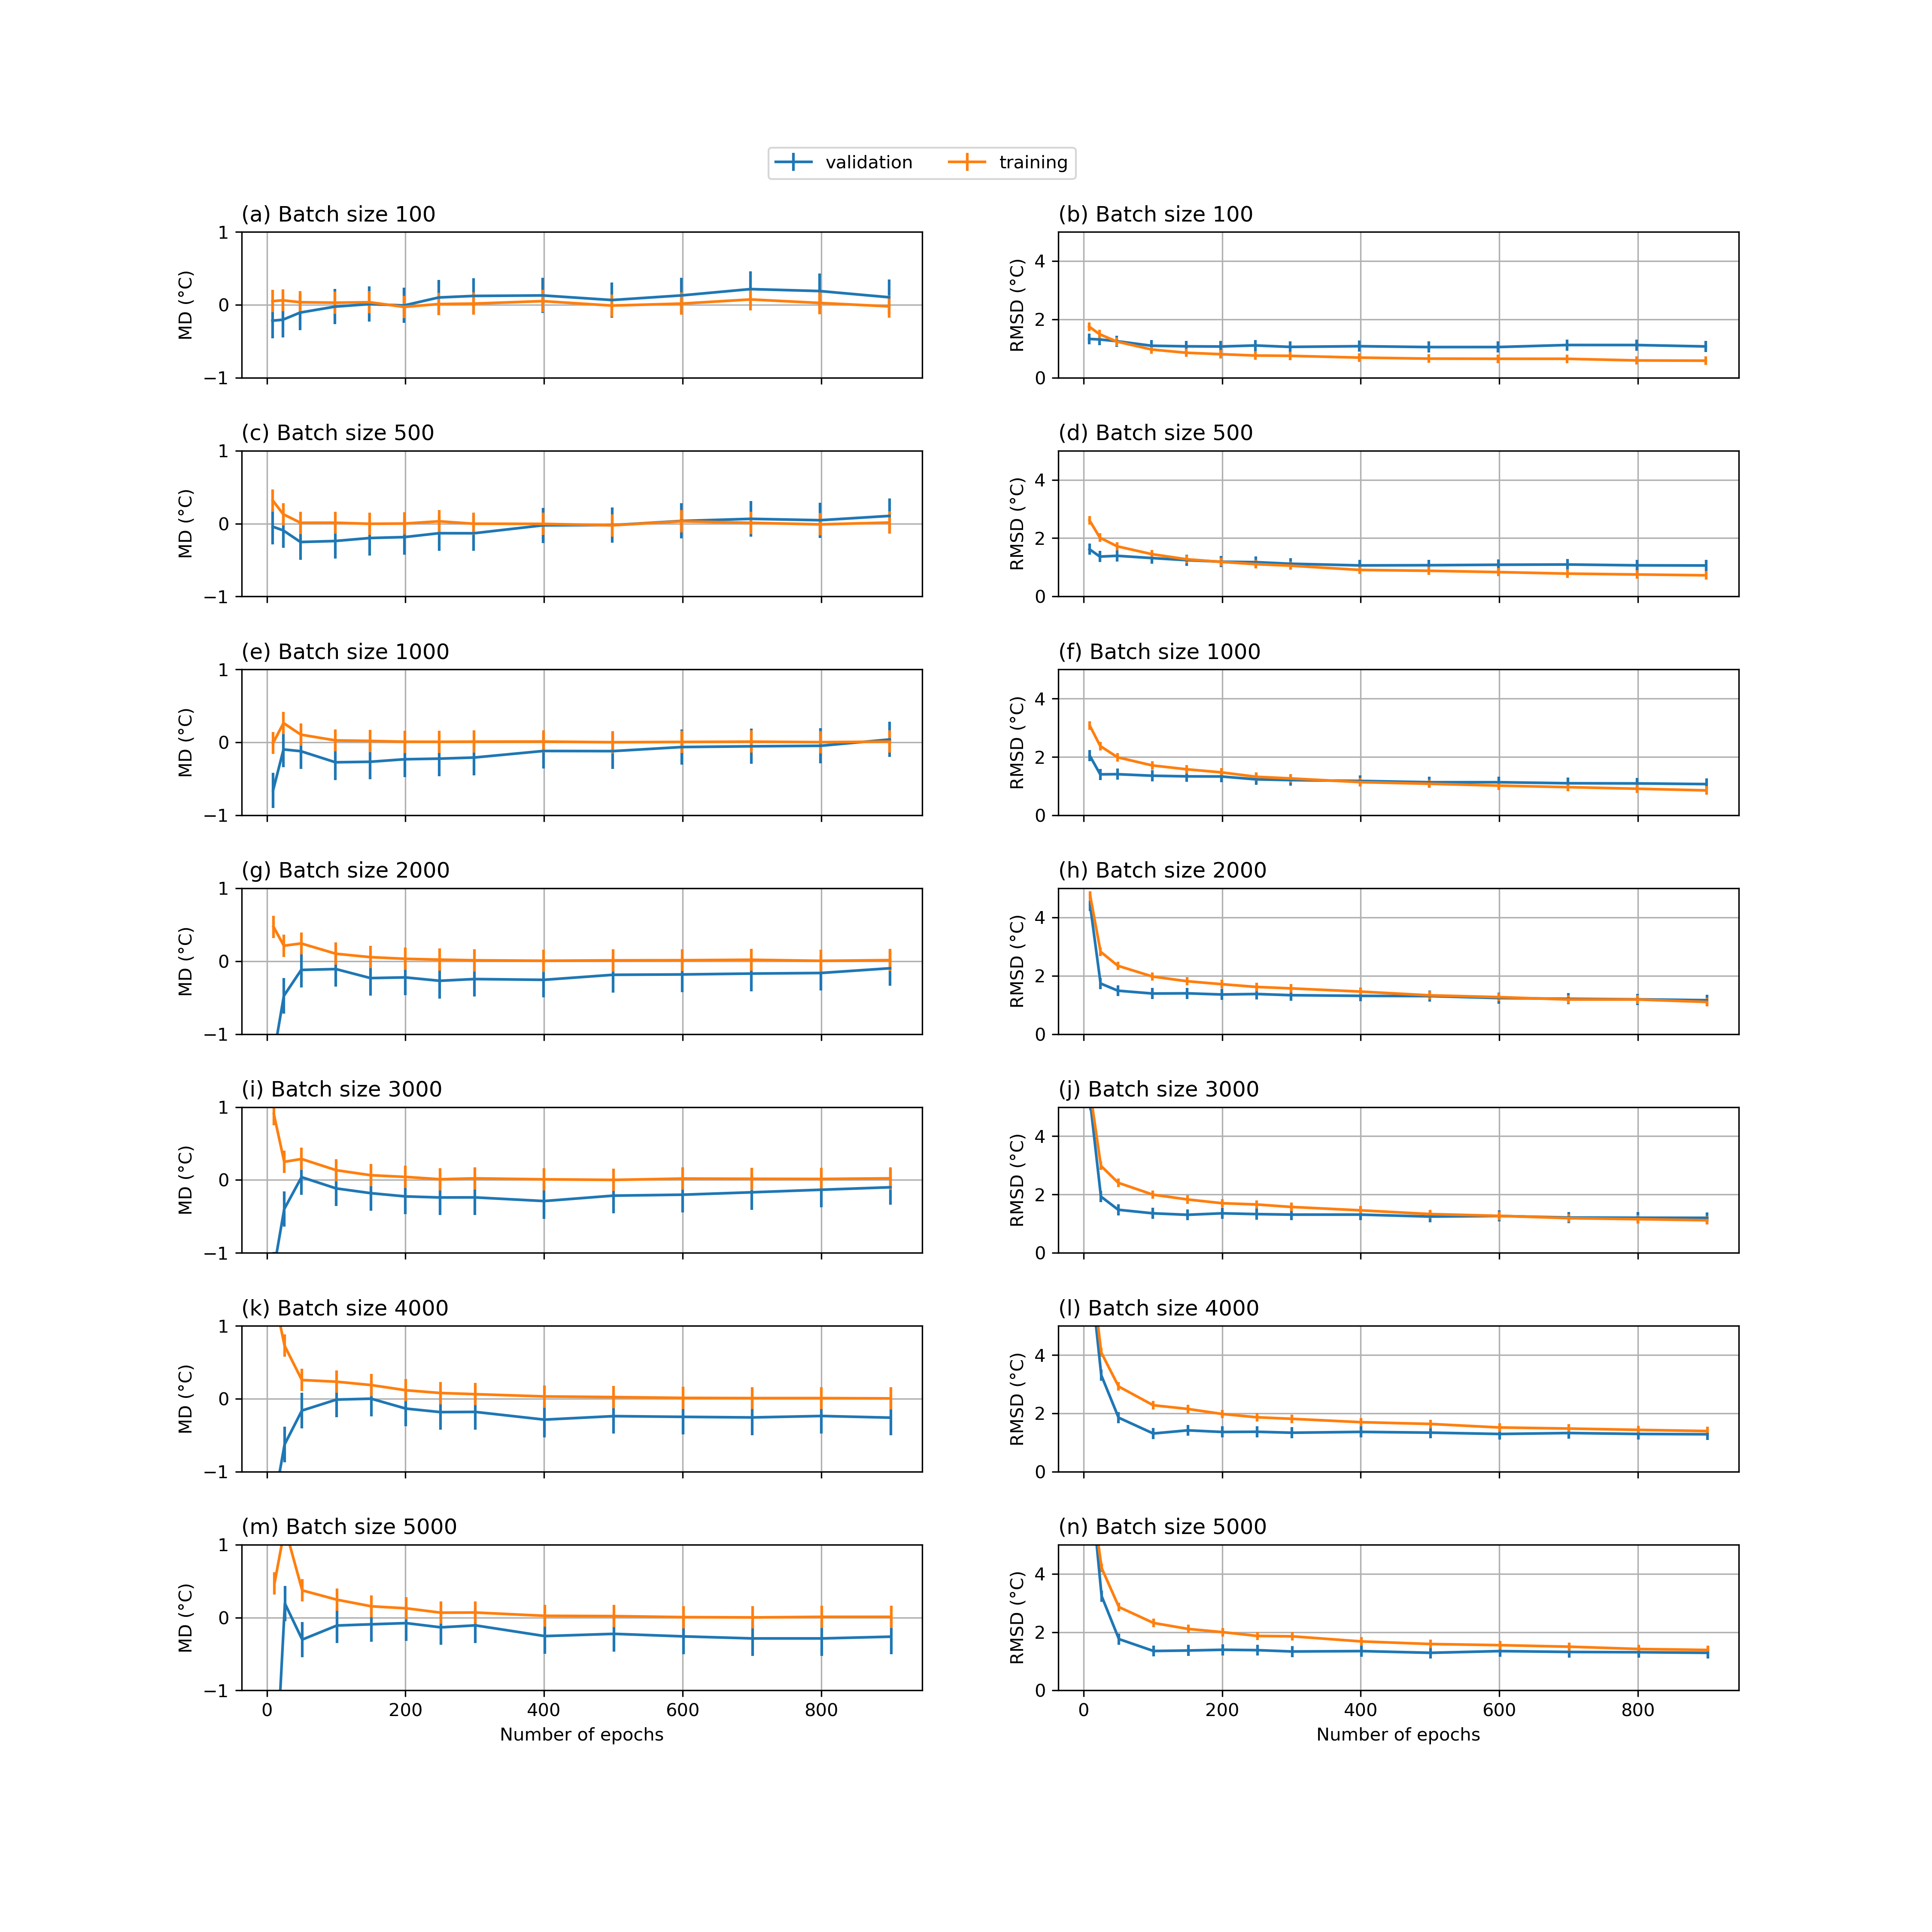 validation training
(a) Batch size 100
(b) Batch size 100
1
0
−1
MD (°C)
4
2
0
RMSD (°C)
(c) Batch size 500
(d) Batch size 500
1
0
−1
MD (°C)
4
2
0
RMSD (°C)
(e) Batch size 1000
(f) Batch size 1000
1
0
−1
MD (°C)
4
2
0
RMSD (°C)
(g) Batch size 2000
(h) Batch size 2000
1
0
−1
MD (°C)
4
2
0
RMSD (°C)
(i) Batch size 3000
(j) Batch size 3000
1
0
−1
MD (°C)
4
2
0
RMSD (°C)
(k) Batch size 4000
(l) Batch size 4000
1
0
−1
MD (°C)
4
2
0
RMSD (°C)
(m) Batch size 5000
(n) Batch size 5000
1
0
−1
MD (°C)
4
2
0
RMSD (°C)
0 200 400 600 800
Number of epochs
0 200 400 600 800
Number of epochs